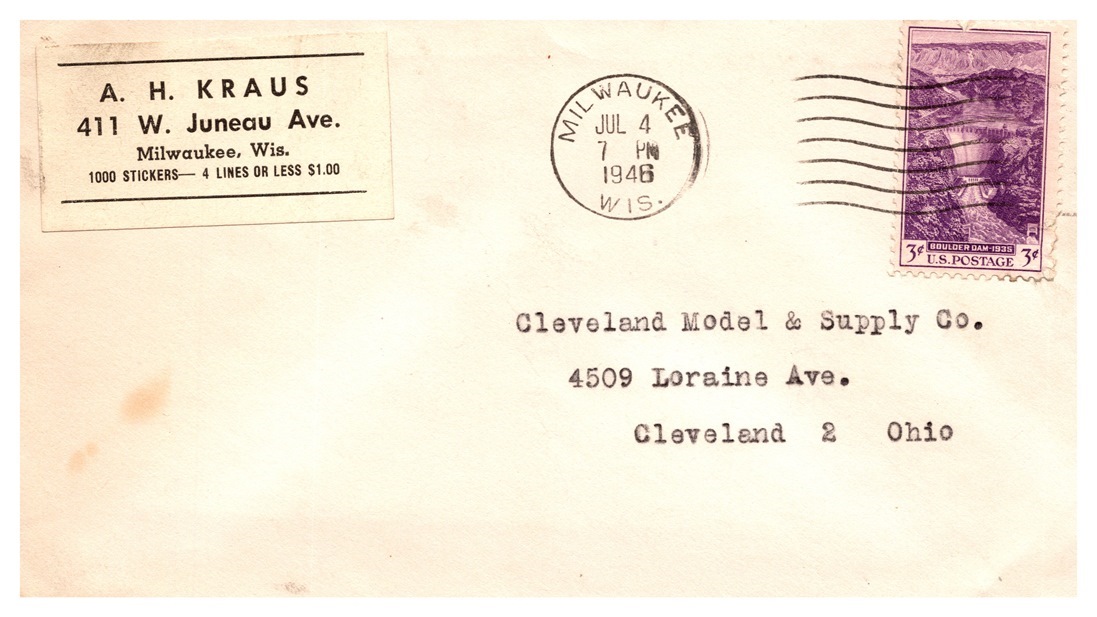 A. H. KRAUS
411 W. Juneau Ave.
Milwaukee, Wis.
1000 STICKERS— 4 LINES OR LESS $1.00
MILWAUKEE
JUL 4
7 PM
1946
WIS.
BOULDER DAM-1935
3¢ U.S. POSTAGE 3¢
Cleveland Model & Supply Co.
4509 Loraine Ave.
Cleveland 2 Ohio